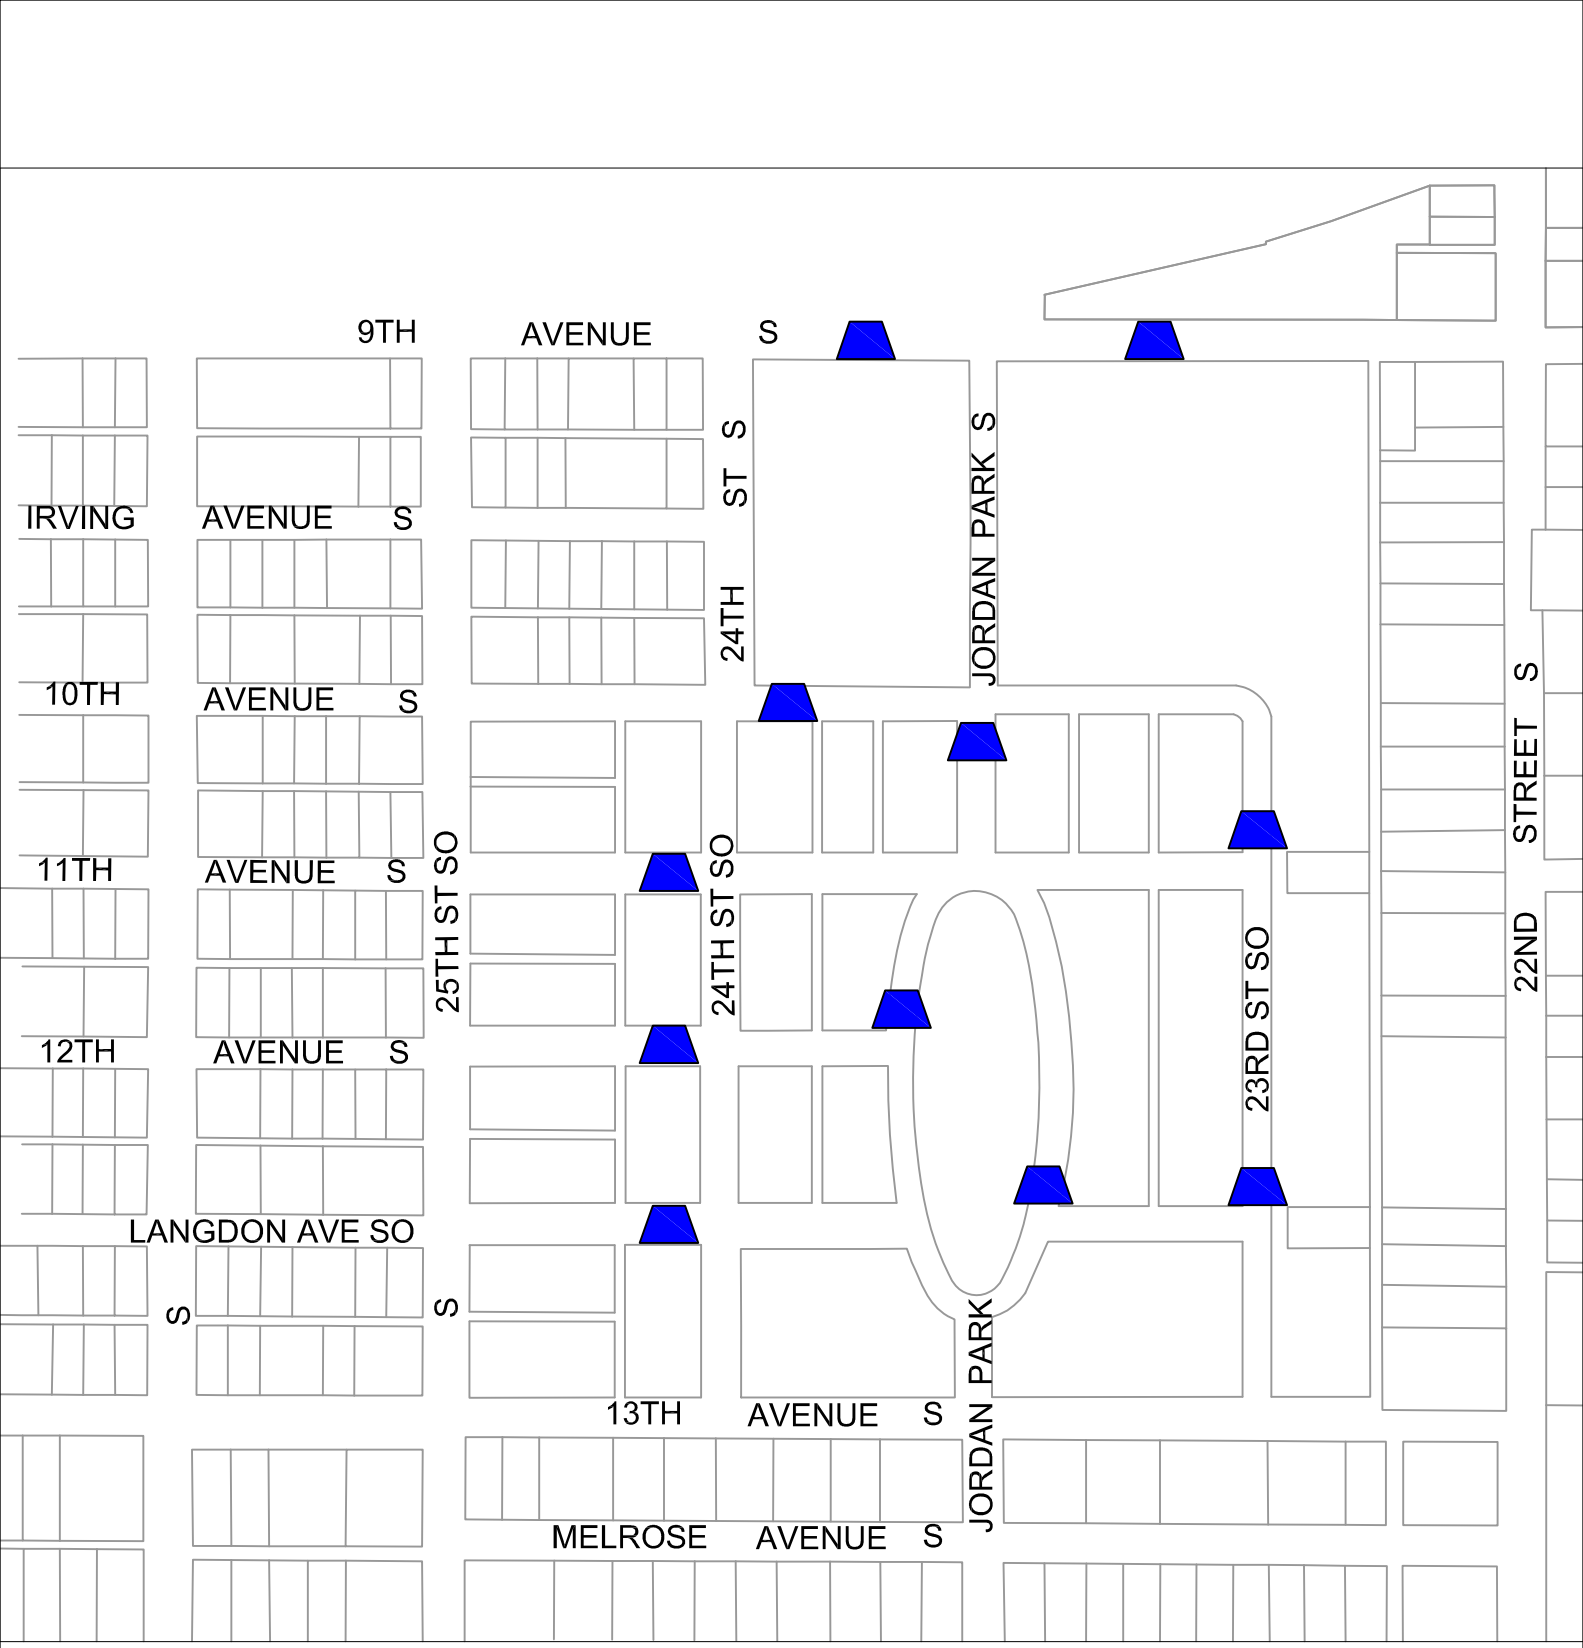 9TH AVENUE S
24TH ST S
JORDAN PARK S
IRVING AVENUE S
10TH AVENUE S
22ND STREET S
11TH AVENUE S
25TH ST SO
24TH ST SO
23RD ST SO
12TH AVENUE S
LANGDON AVE SO
S
S
JORDAN PARK
13TH AVENUE S
MELROSE AVENUE S